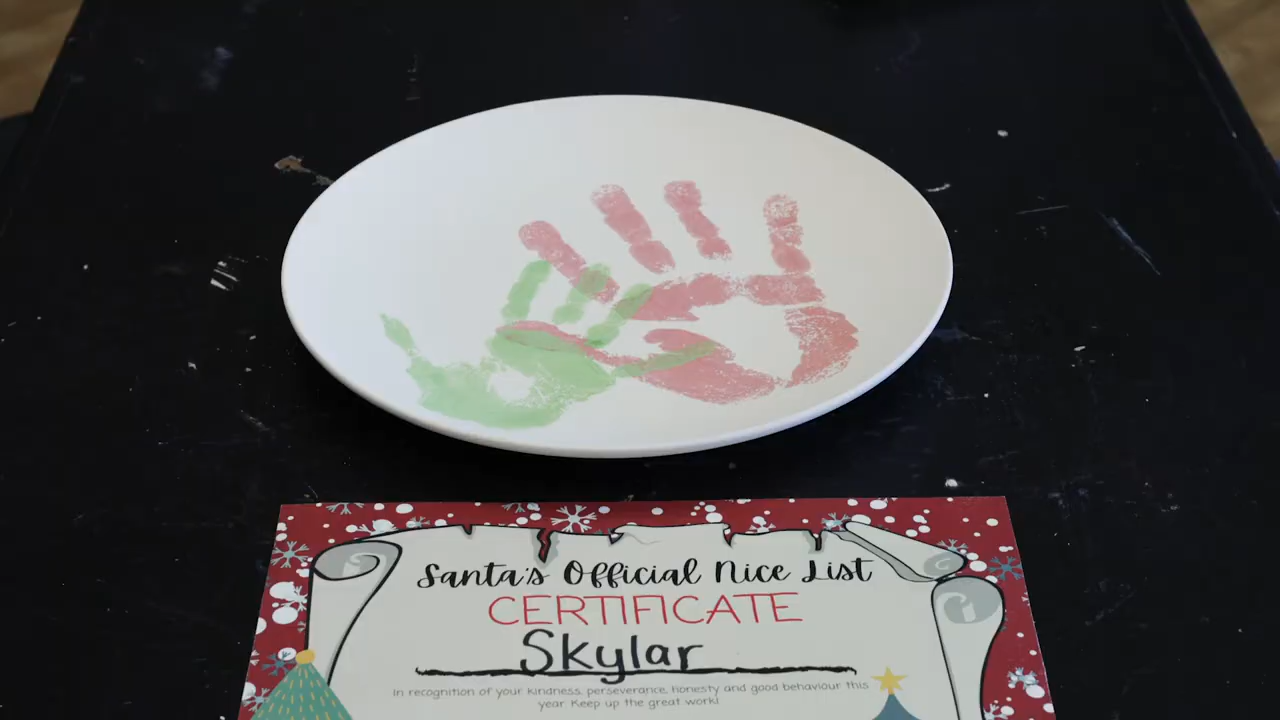 Santa's Official Nice List
CERTIFICATE
Skylar
In recognition of your kindness, perseverance, honesty and good behaviour this
year. Keep up the great work!